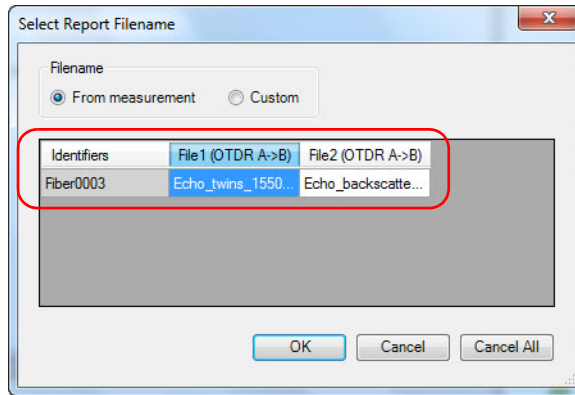 Select Report Filename
Filename
From measurement Custom
Identifiers File1 (OTDR A->B) File2 (OTDR A->B)
Fiber0003 Echo_twins_1550... Echo_backscatte...
OK Cancel Cancel All